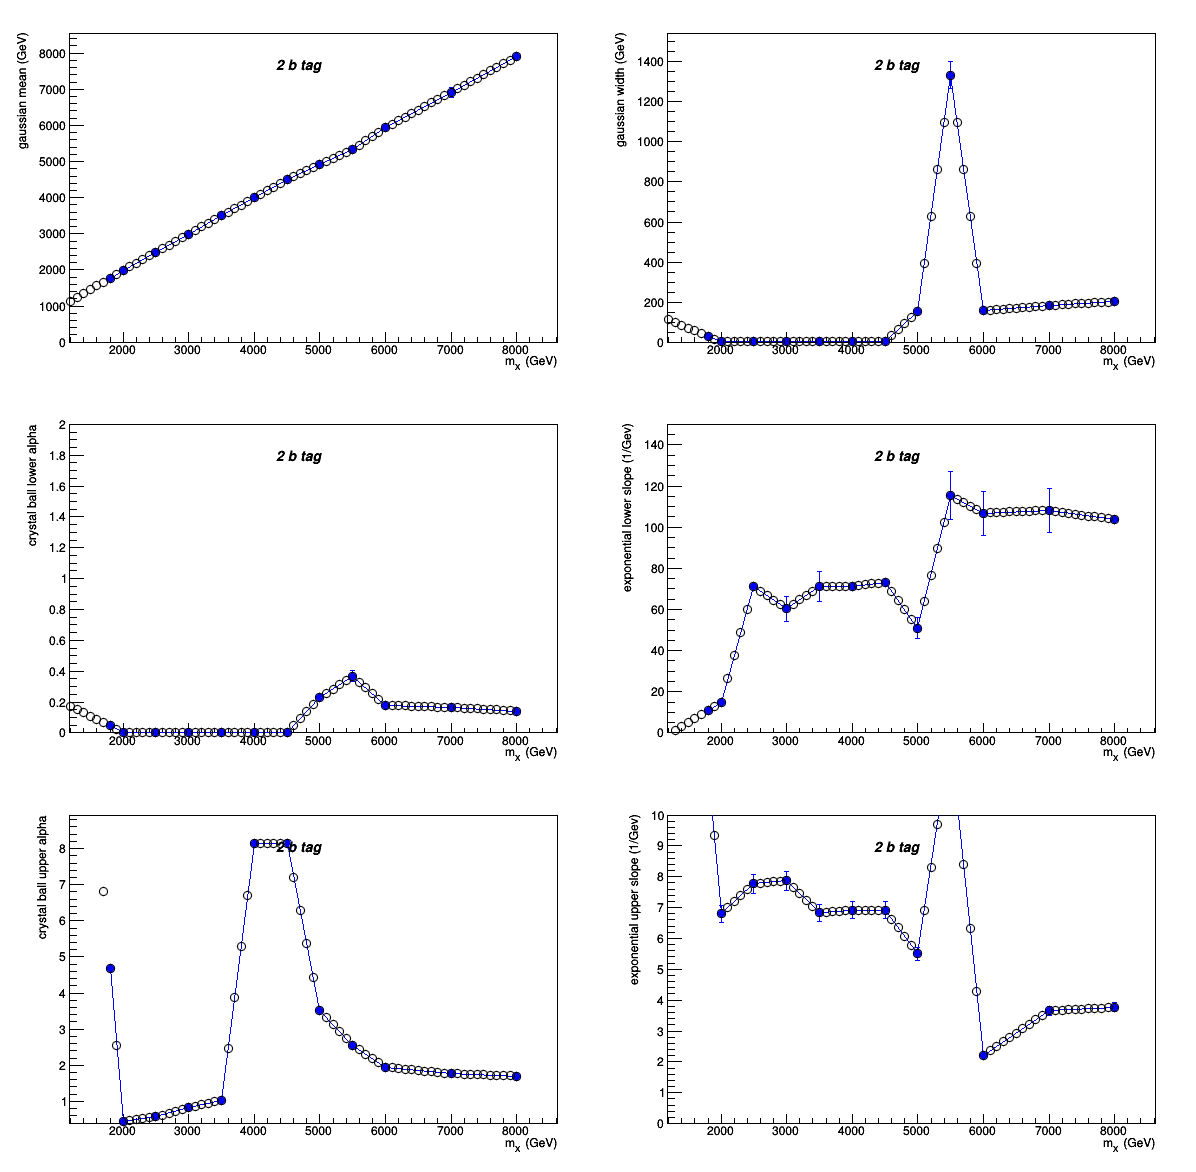 gaussian mean (GeV)
2 b tag
8000
7000
6000
5000
4000
3000
2000
1000
0
2000 3000 4000 5000 6000 7000 8000
m_x (GeV)
gaussian width (GeV)
2 b tag
1400
1200
1000
800
600
400
200
0
2000 3000 4000 5000 6000 7000 8000
m_x (GeV)
crystal ball lower alpha
2 b tag
2
1.8
1.6
1.4
1.2
1
0.8
0.6
0.4
0.2
0
2000 3000 4000 5000 6000 7000 8000
m_x (GeV)
exponential lower slope (1/Gev)
2 b tag
140
120
100
80
60
40
20
0
2000 3000 4000 5000 6000 7000 8000
m_x (GeV)
crystal ball upper alpha
2 b tag
8
7
6
5
4
3
2
1
2000 3000 4000 5000 6000 7000 8000
m_x (GeV)
exponential upper slope (1/Gev)
2 b tag
10
9
8
7
6
5
4
3
2
1
0
2000 3000 4000 5000 6000 7000 8000
m_x (GeV)